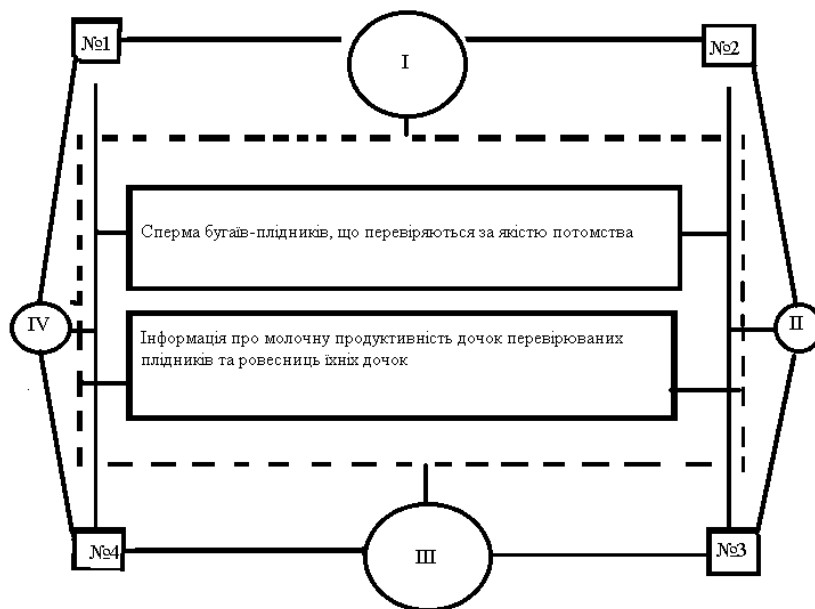 №1
I
№2
Сперма бугаїв-плідників, що перевіряються за якістю потомства
IV
II
Інформація про молочну продуктивність дочок перевірюваних
плідників та ровесниць їхніх дочок
№4
III
№3